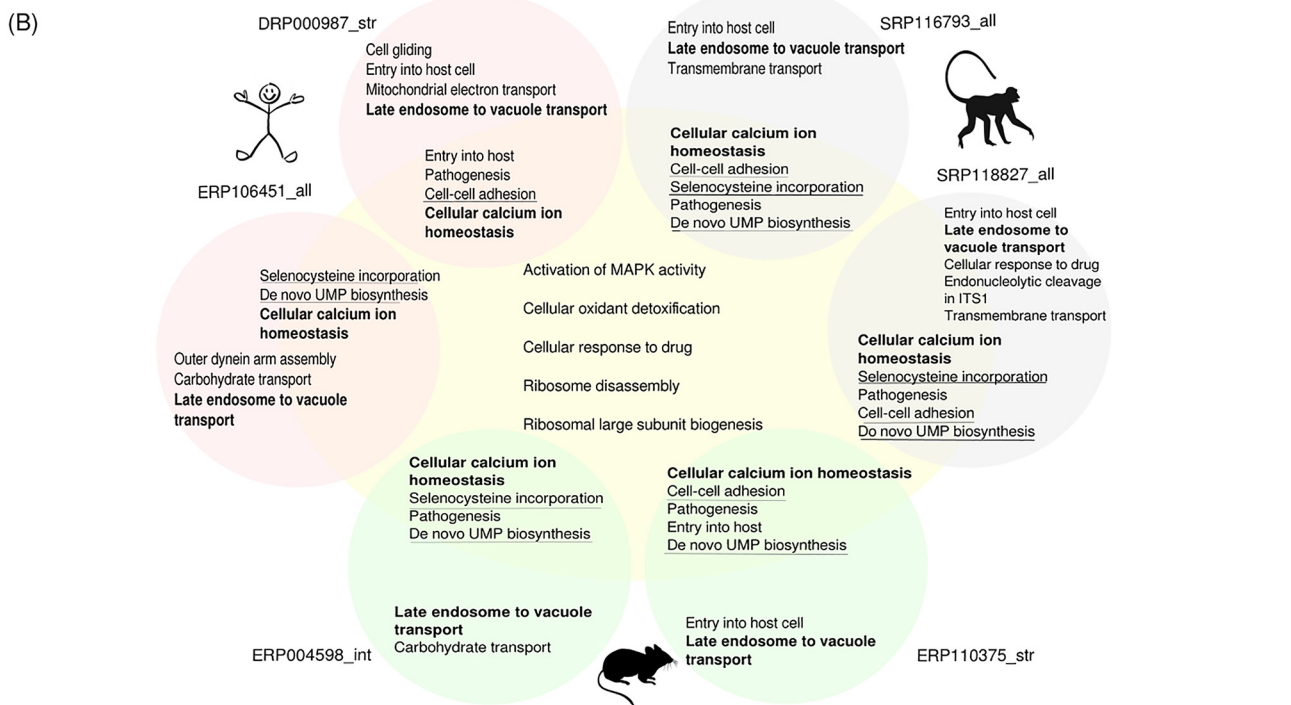 (B)
DRP000987_str
Cell gliding
Entry into host cell
Mitochondrial electron transport
Late endosome to vacuole transport
Entry into host
Pathogenesis
Cell-cell adhesion
Cellular calcium ion
homeostasis
SRP116793_all
Entry into host cell
Late endosome to vacuole transport
Transmembrane transport
Cellular calcium ion
homeostasis
Cell-cell adhesion
Selenocysteine incorporation
Pathogenesis
De novo UMP biosynthesis
ERP106451_all
Selenocysteine incorporation
De novo UMP biosynthesis
Cellular calcium ion
homeostasis
Outer dynein arm assembly
Carbohydrate transport
Late endosome to vacuole
transport
Activation of MAPK activity
Cellular oxidant detoxification
Cellular response to drug
Ribosome disassembly
Ribosomal large subunit biogenesis
SRP118827_all
Entry into host cell
Late endosome to
vacuole transport
Cellular response to drug
Endonucleolytic cleavage
in ITS1
Transmembrane transport
Cellular calcium ion
homeostasis
Selenocysteine incorporation
Pathogenesis
Cell-cell adhesion
Do novo UMP biosynthesis
Cellular calcium ion
homeostasis
Selenocysteine incorporation
Pathogenesis
De novo UMP biosynthesis
Late endosome to vacuole
transport
Carbohydrate transport
ERP004598_int
Cellular calcium ion homeostasis
Cell-cell adhesion
Pathogenesis
Entry into host
De novo UMP biosynthesis
Entry into host cell
Late endosome to vacuole
transport
ERP110375_str